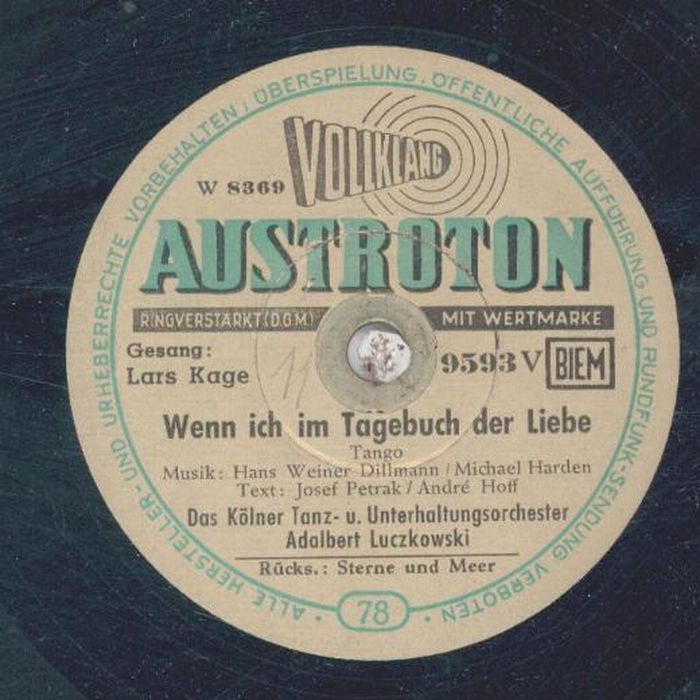 ALLE HERSTELLER- UND URHEBERRECHTE VORBEHALTEN; ÜBERSPIELUNG. ÖFFENTLICHE AUFFÜHRUNG UND RUNDFUNK-SENDUNG VERBOTEN
VOLLKLANG
W 8369
AUSTROTON
RINGVERSTÄRKT (D.G.M.) MIT WERTMARKE
Gesang:
Lars Kage
9593 V BIEM
11
Wenn ich im Tagebuch der Liebe
Tango
Musik: Hans Weiner Dillmann / Michael Harden
Text: Josef Petrak / André Hoff
Das Kölner Tanz- u. Unterhaltungsorchester
Adalbert Luczkowski
Rücks.: Sterne und Meer
78